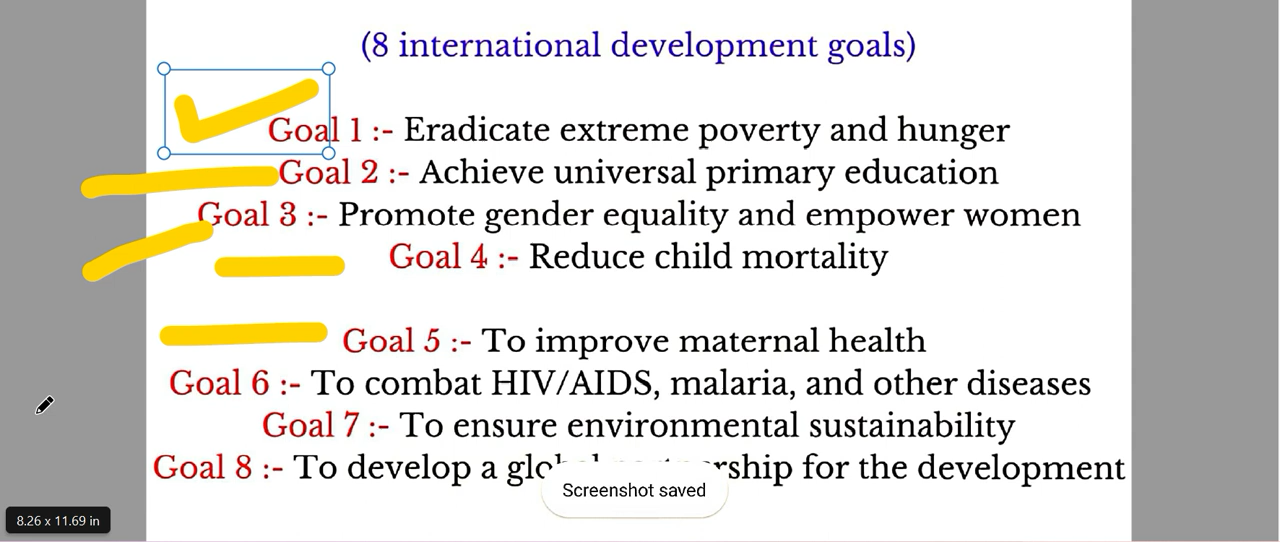 (8 international development goals)
Goal 1 :- Eradicate extreme poverty and hunger
Goal 2 :- Achieve universal primary education
Goal 3 :- Promote gender equality and empower women
Goal 4 :- Reduce child mortality
Goal 5 :- To improve maternal health
Goal 6 :- To combat HIV/AIDS, malaria, and other diseases
Goal 7 :- To ensure environmental sustainability
Goal 8 :- To develop a for the development
Screenshot saved
8.26 x 11.69 in